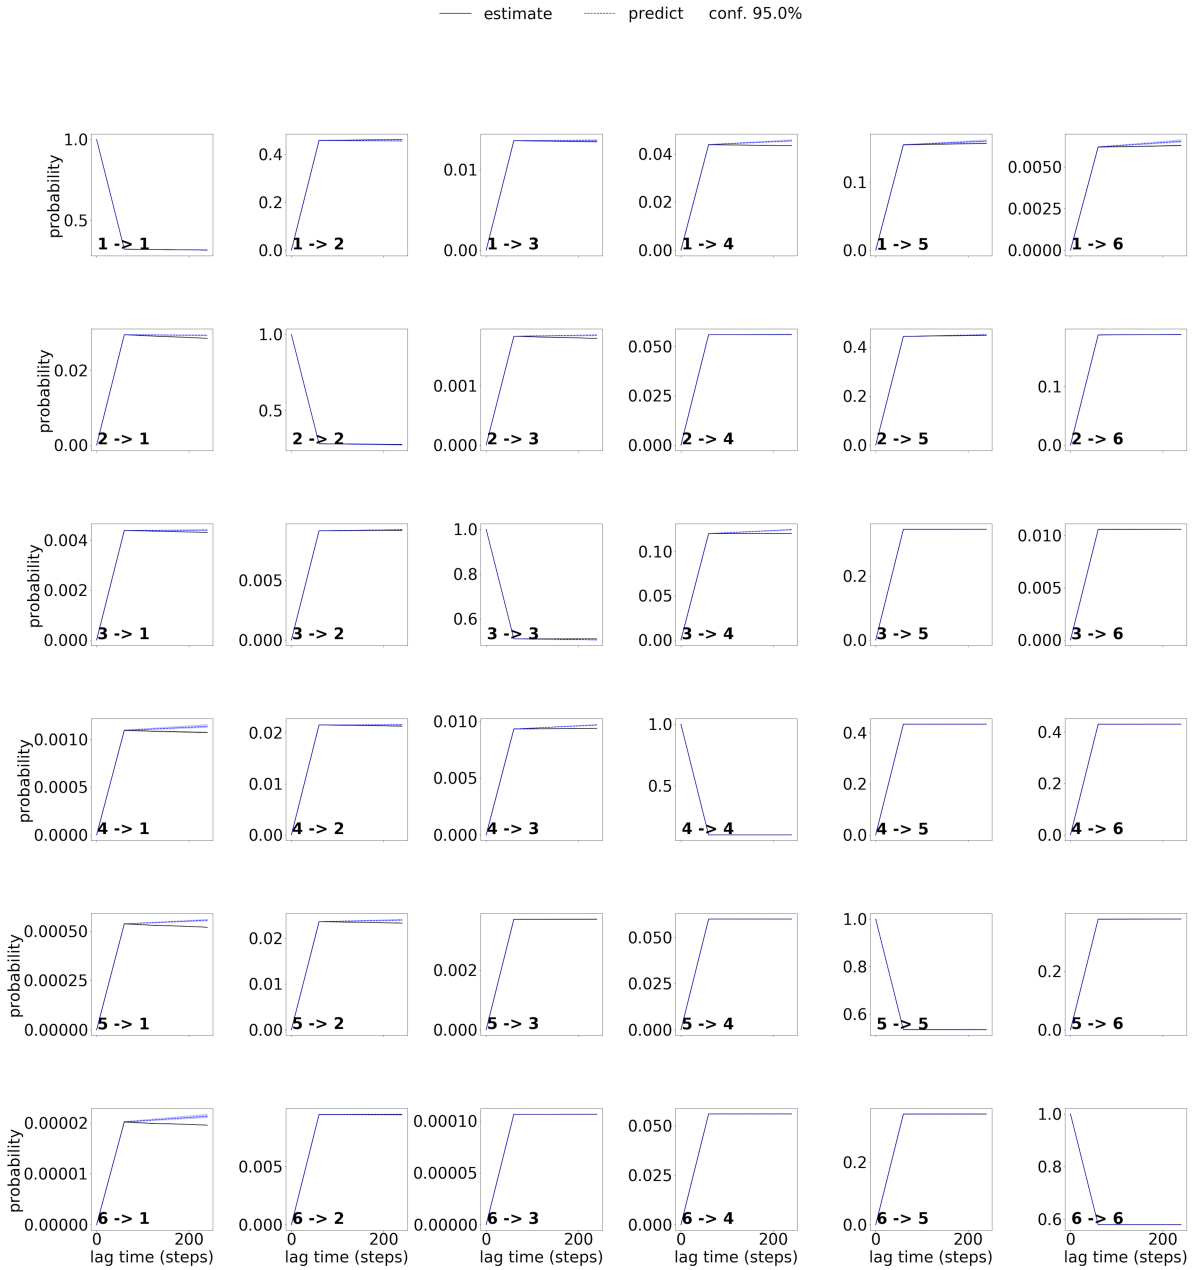 estimate predict conf. 95.0%
probability 1.0 0.5 1 -> 1
0.4 0.2 0.0 1 -> 2
0.01 0.00 1 -> 3
0.04 0.02 0.00 1 -> 4
0.1 0.0 1 -> 5
0.0050 0.0025 0.0000 1 -> 6
probability 0.02 0.00 2 -> 1
1.0 0.5 2 -> 2
0.001 0.000 2 -> 3
0.050 0.025 0.000 2 -> 4
0.4 0.2 0.0 2 -> 5
0.1 0.0 2 -> 6
probability 0.004 0.002 0.000 3 -> 1
0.005 0.000 3 -> 2
1.0 0.8 0.6 3 -> 3
0.10 0.05 0.00 3 -> 4
0.2 0.0 3 -> 5
0.010 0.005 0.000 3 -> 6
probability 0.0010 0.0005 0.0000 4 -> 1
0.02 0.01 0.00 4 -> 2
0.010 0.005 0.000 4 -> 3
1.0 0.5 4 -> 4
0.4 0.2 0.0 4 -> 5
0.4 0.2 0.0 4 -> 6
probability 0.00050 0.00025 0.00000 5 -> 1
0.02 0.01 0.00 5 -> 2
0.002 0.000 5 -> 3
0.050 0.025 0.000 5 -> 4
1.0 0.8 0.6 5 -> 5
0.2 0.0 5 -> 6
probability 0.00002 0.00001 0.00000 6 -> 1
0.005 0.000 6 -> 2
0.00010 0.00005 0.00000 6 -> 3
0.050 0.025 0.000 6 -> 4
0.2 0.0 6 -> 5
1.0 0.8 0.6 6 -> 6
0 200 0 200 0 200 0 200 0 200 0 200
lag time (steps) lag time (steps) lag time (steps) lag time (steps) lag time (steps) lag time (steps)